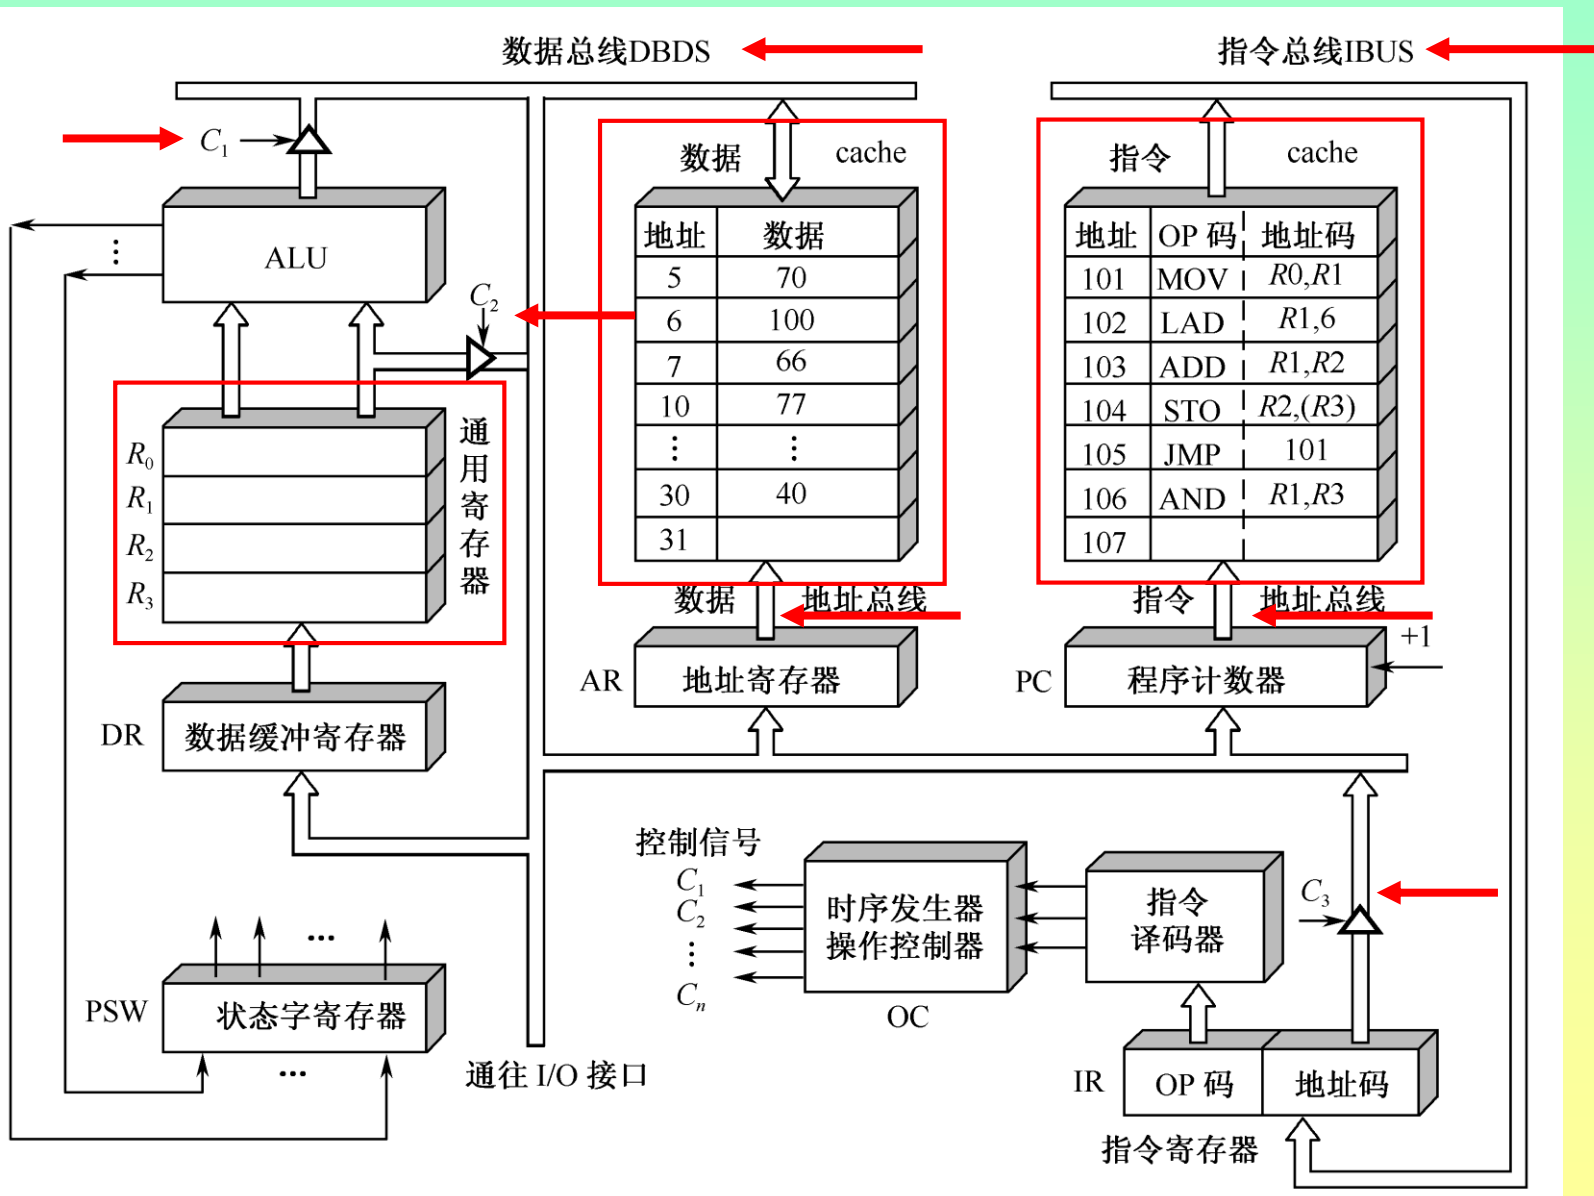 数据总线DBDS
指令总线IBUS
C1
数据 cache
指令 cache
ALU
地址 数据
5 70
6 100
7 66
10 77
⋮ ⋮
30 40
31
地址 OP 码 地址码
101 MOV R0,R1
102 LAD R1,6
103 ADD R1,R2
104 STO R2,(R3)
105 JMP 101
106 AND R1,R3
107
C2
通用寄存器
R0
R1
R2
R3
数据 地址总线
指令 地址总线
+1
AR 地址寄存器
PC 程序计数器
DR 数据缓冲寄存器
控制信号
C1
C2
⋮
Cn
时序发生器
操作控制器
OC
指令
译码器
C3
PSW 状态字寄存器
...
...
通往 I/O 接口
IR OP 码 地址码
指令寄存器